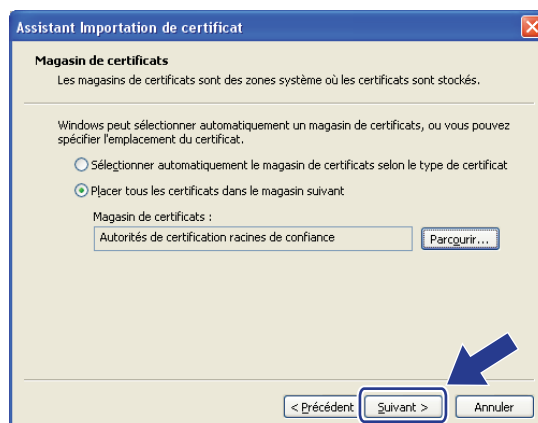 Assistant Importation de certificat
Magasin de certificats
Les magasins de certificats sont des zones système où les certificats sont stockés.
Windows peut sélectionner automatiquement un magasin de certificats, ou vous pouvez
spécifier l'emplacement du certificat.
Sélectionner automatiquement le magasin de certificats selon le type de certificat
Placer tous les certificats dans le magasin suivant
Magasin de certificats :
Autorités de certification racines de confiance
Parcourir...
< Précédent
Suivant >
Annuler